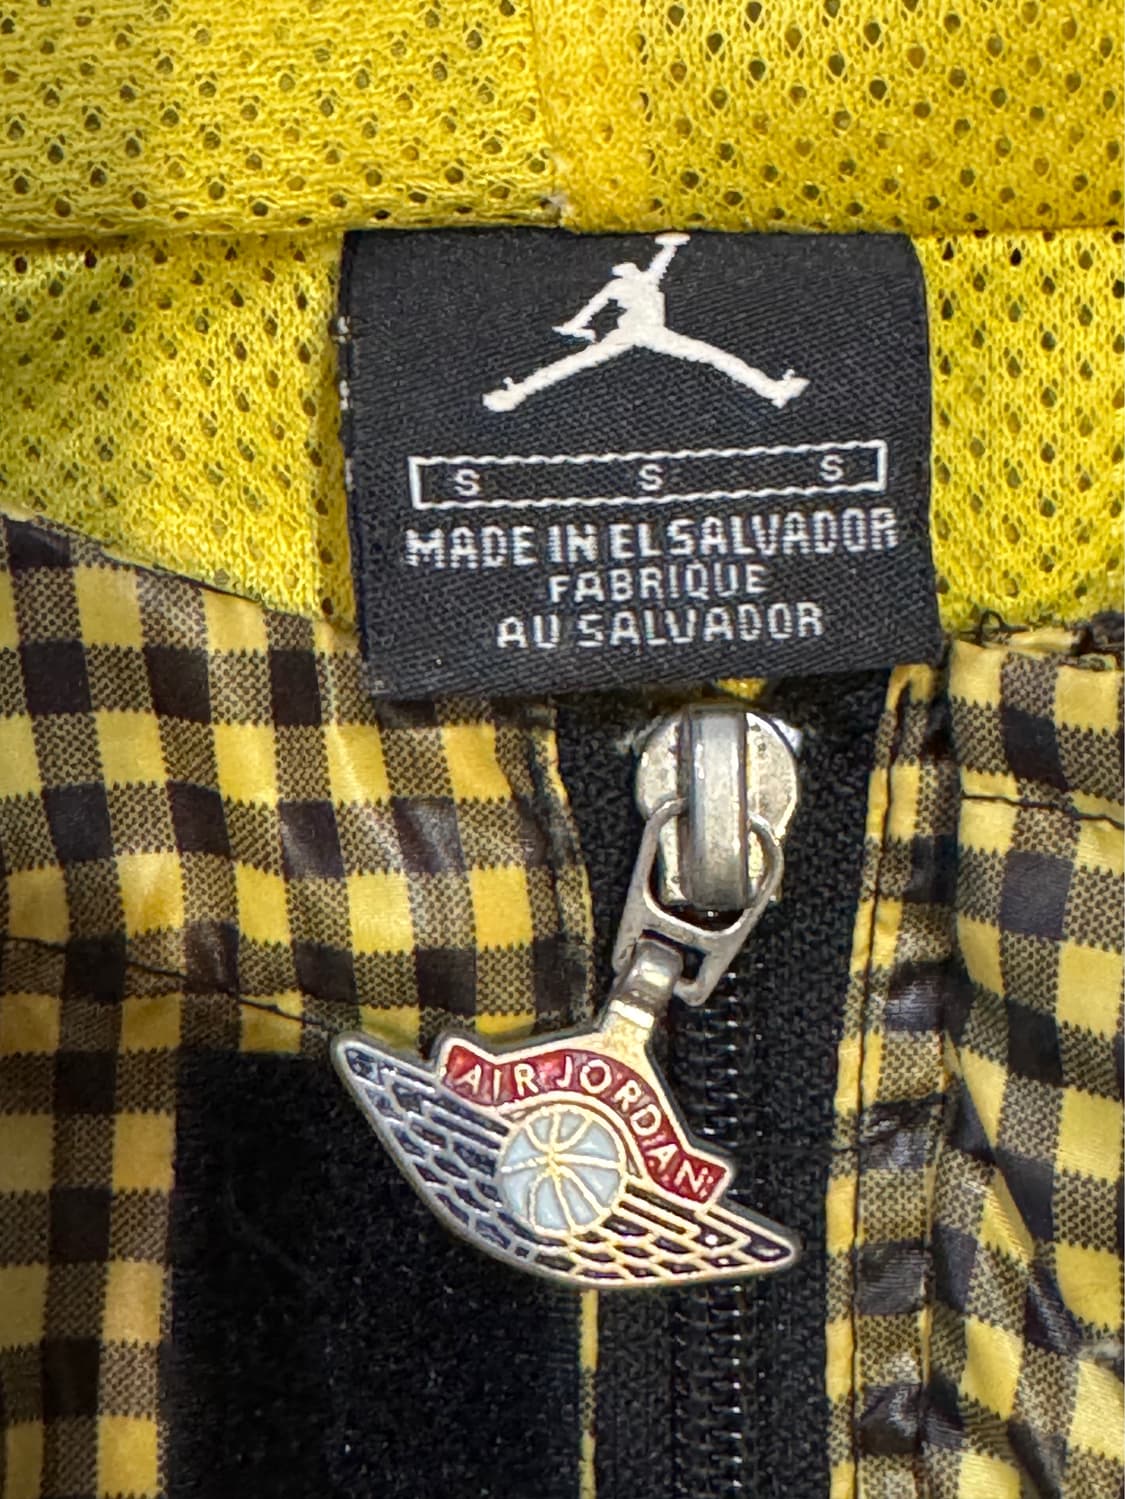 S S S
MADE IN EL SALVADOR
FABRIQUE
AU SALVADOR
AIR JORDAN